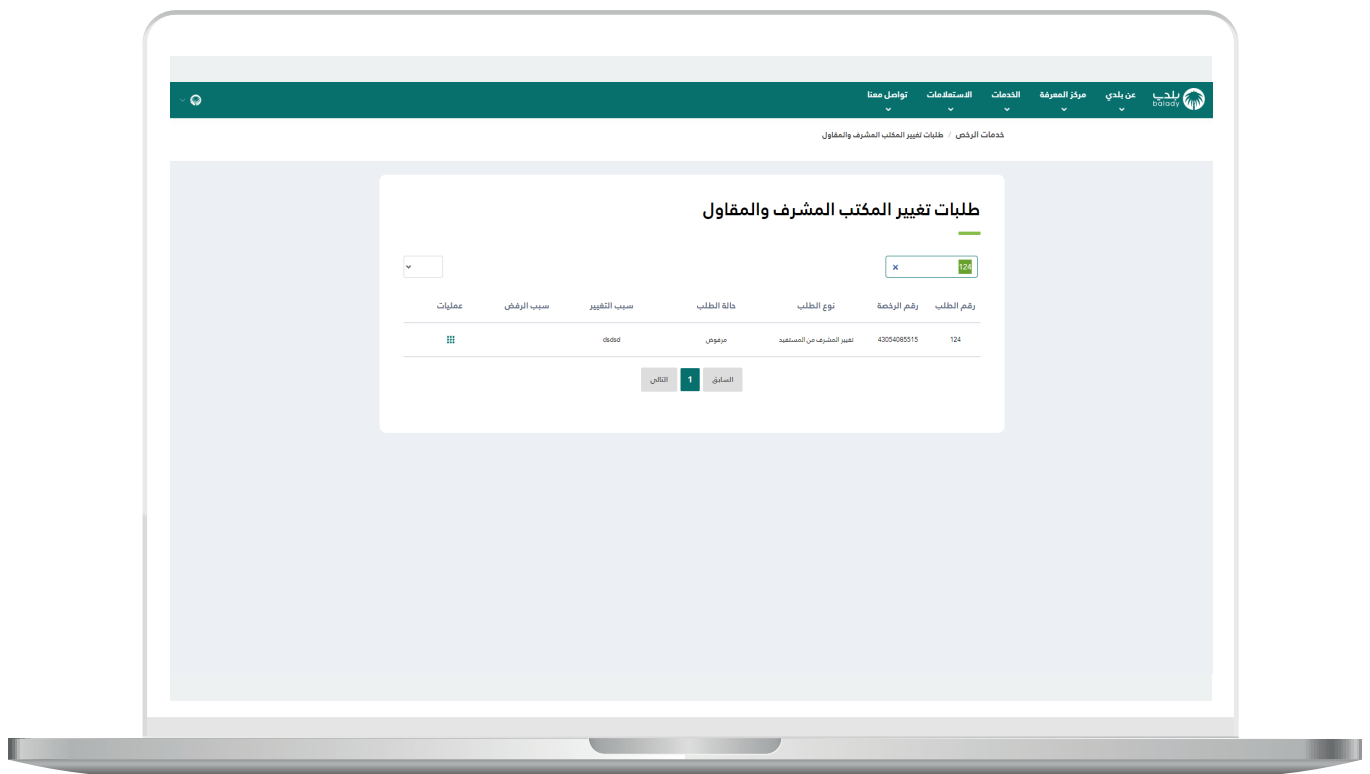 بلدي balady عن بلدي مركز المعرفة الخدمات الاستعلامات تواصل معنا
خدمات الرخص / طلبات تغيير المكتب المشرف والمقاول
طلبات تغيير المكتب المشرف والمقاول
124 ×
رقم الطلب رقم الرخصة نوع الطلب حالة الطلب سبب التغيير سبب الرفض عمليات
124 43054085515 تغيير المشرف من المستفيد مرفوض dsdsd
السابق 1 التالي